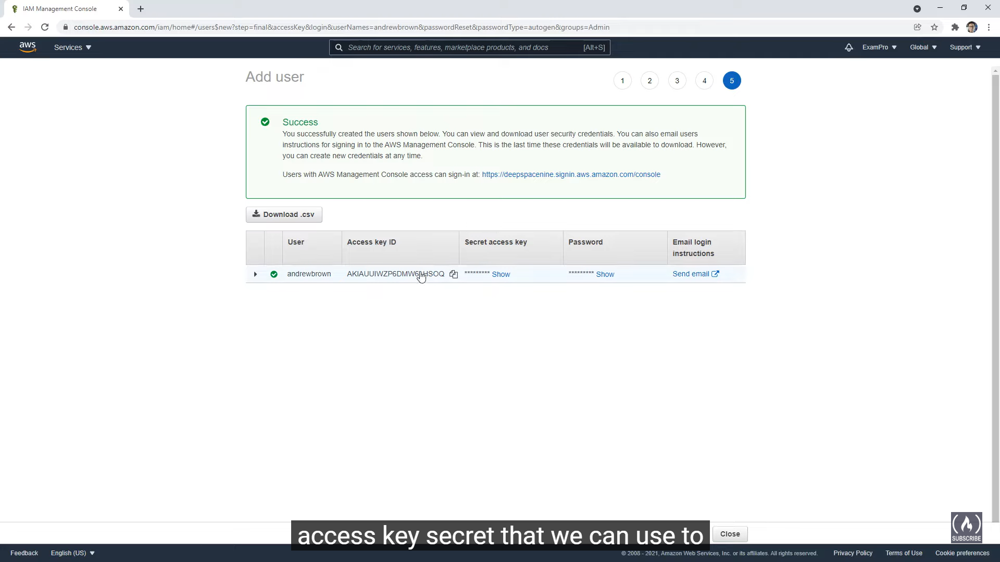 IAM Management Console
console.aws.amazon.com/iam/home#/users$new?step=final&accessKey&login&userNames=andrewbrown&passwordReset&passwordType=autogen&groups=Admin
aws
Services
Search for services, features, marketplace products, and docs [Alt+S]
ExamPro
Global
Support
Add user
1 2 3 4 5
Success
You successfully created the users shown below. You can view and download user security credentials. You can also email users
instructions for signing in to the AWS Management Console. This is the last time these credentials will be available to download. However,
you can create new credentials at any time.
Users with AWS Management Console access can sign-in at: https://deepspacenine.signin.aws.amazon.com/console
Download .csv
User Access key ID Secret access key Password Email login
instructions
andrewbrown ********* Show ********* Show Send email
access key secret that we can use to
Close
SUBSCRIBE
Feedback English (US) © 2008 - 2021, Amazon Web Services, Inc. or its affiliates. All rights reserved. Privacy Policy Terms of Use Cookie preferences